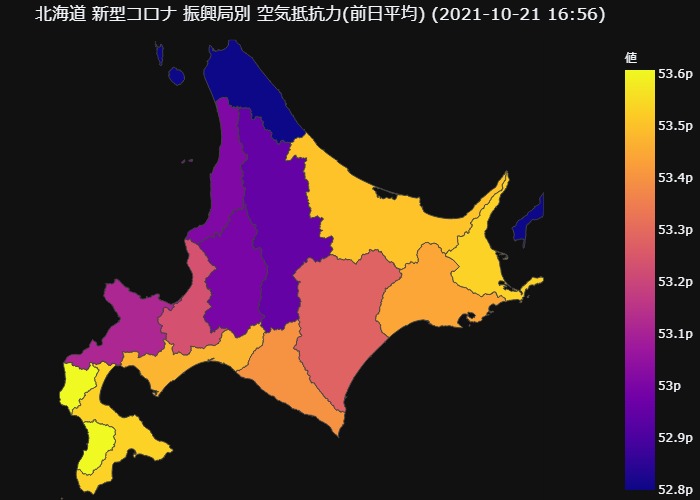 北海道 新型コロナ 振興局別 空気抵抗力(前日平均) (2021-10-21 16:56)
値
53.6p
53.5p
53.4p
53.3p
53.2p
53.1p
53p
52.9p
52.8p